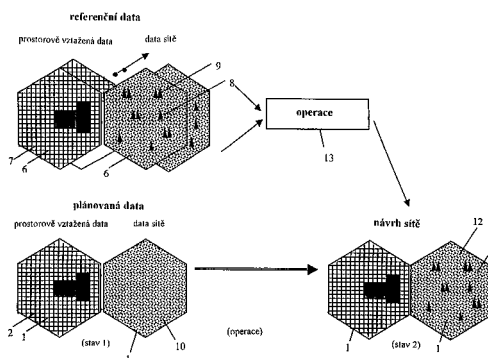 referenční data
prostorově vztažená data
data sítě
9
8
operace
13
7
6
6
plánovaná data
prostorově vztažená data
data sítě
návrh sítě
12
2
1
(stav 1)
10
(operace)
1
(stav 2)
1